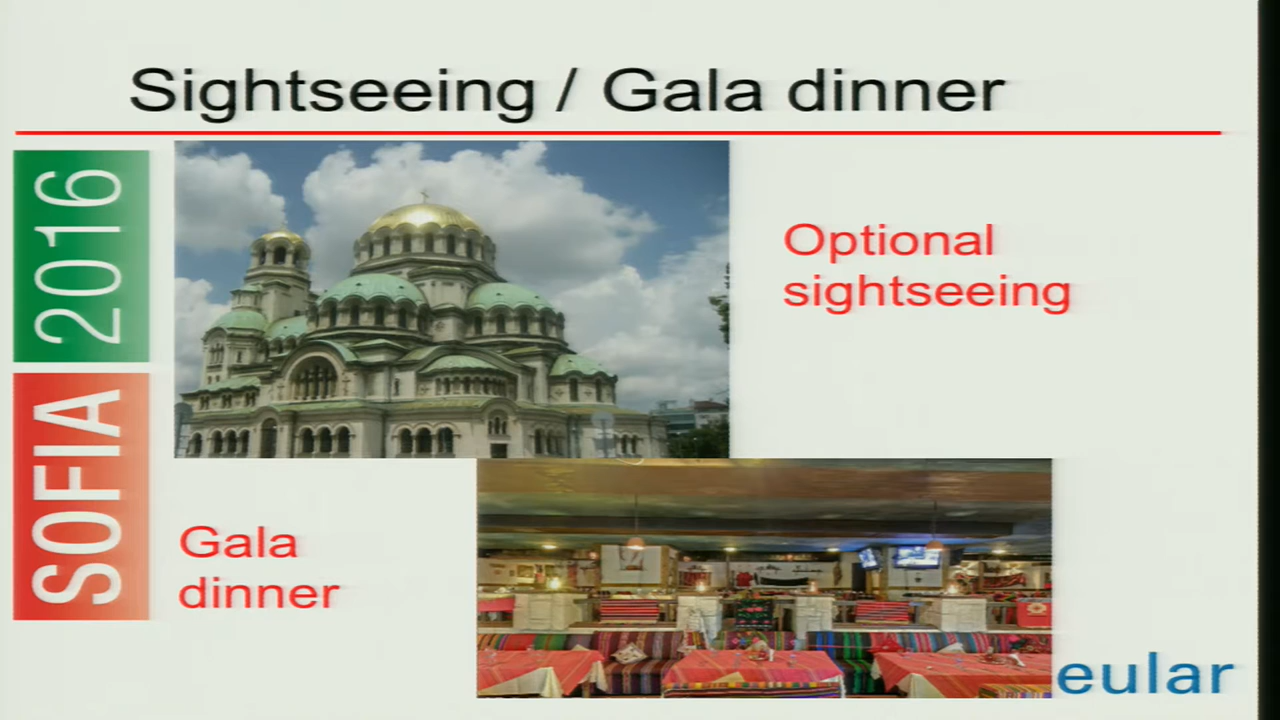 Sightseeing / Gala dinner
SOFIA 2016
Optional
sightseeing
Gala
dinner
eular